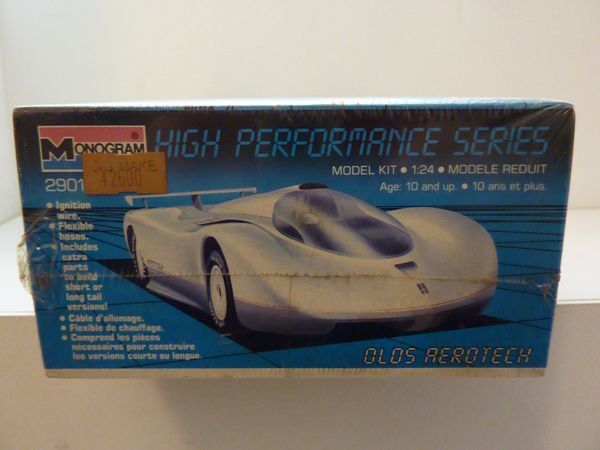 MONOGRAM ®
HIGH PERFORMANCE SERIES
MODEL KIT • 1:24 • MODELE REDUIT
Age: 10 and up. • 10 ans et plus.
¥2600
2901
• Ignition
wire.
• Flexible
hoses.
• Includes
extra
parts
to build
short or
long tail
versions!
• Câble d'allumage.
• Flexible de chauffage.
• Comprend les pièces
nécessaires pour construire
les versions courte ou longue.
OLDS AEROTECH